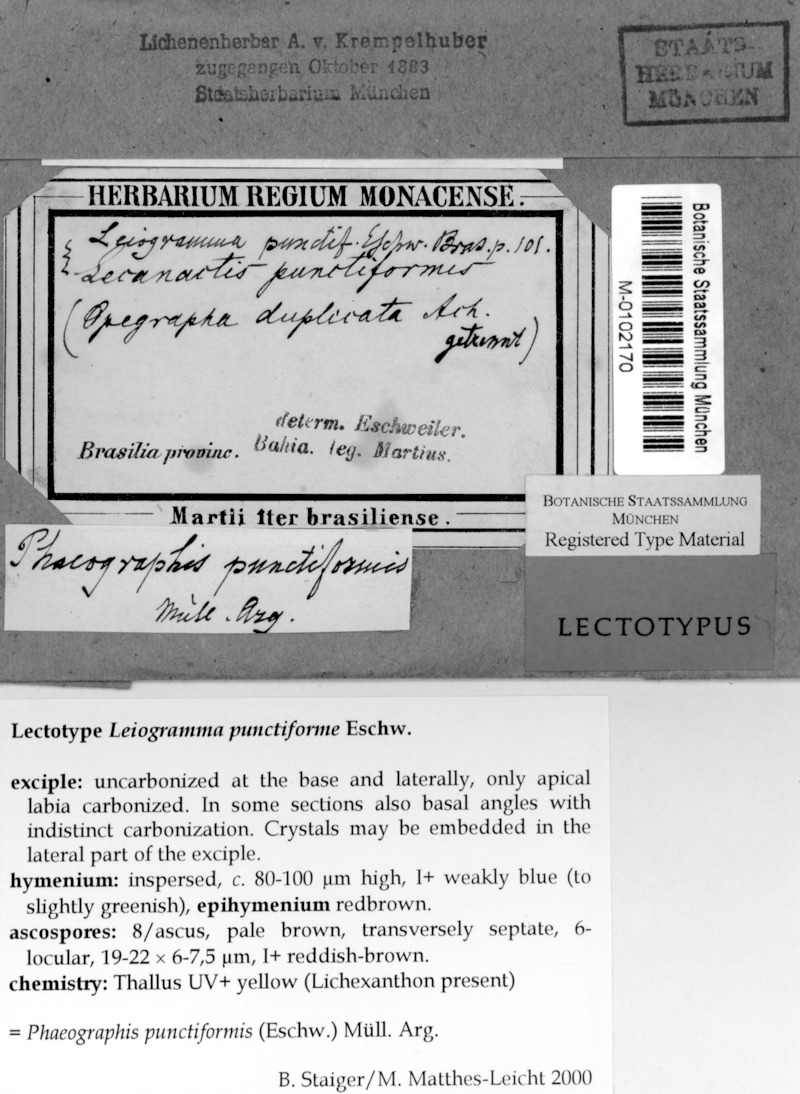 Lichenenherbar A. v. Krempelhuber
zugegangen Oktober 1883
Staatsherbarium München
STAATS-
HERBARIUM
MÜNCHEN
HERBARIUM REGIUM MONACENSE.
Leiogramma punctif. Eschw. Bras. p. 101.
Lecanactis punctiformis
(Opegrapha duplicata Ach.
getrennt)
determ. Eschweiler.
Brasilia provinc. Bahia. leg. Martius.
Martii Iter brasiliense.
Botanische Staatssammlung München
M-0102170
BOTANISCHE STAATSSAMMLUNG
MÜNCHEN
Registered Type Material
LECTOTYPUS
Phaeographis punctiformis
Müll. Arg.
Lectotype Leiogramma punctiforme Eschw.
exciple: uncarbonized at the base and laterally, only apical
labia carbonized. In some sections also basal angles with
indistinct carbonization. Crystals may be embedded in the
lateral part of the exciple.
hymenium: inspersed, c. 80-100 µm high, I+ weakly blue (to
slightly greenish), epihymenium redbrown.
ascospores: 8/ascus, pale brown, transversely septate, 6-
locular, 19-22 × 6-7,5 µm, I+ reddish-brown.
chemistry: Thallus UV+ yellow (Lichexanthon present)
= Phaeographis punctiformis (Eschw.) Müll. Arg.
B. Staiger/M. Matthes-Leicht 2000